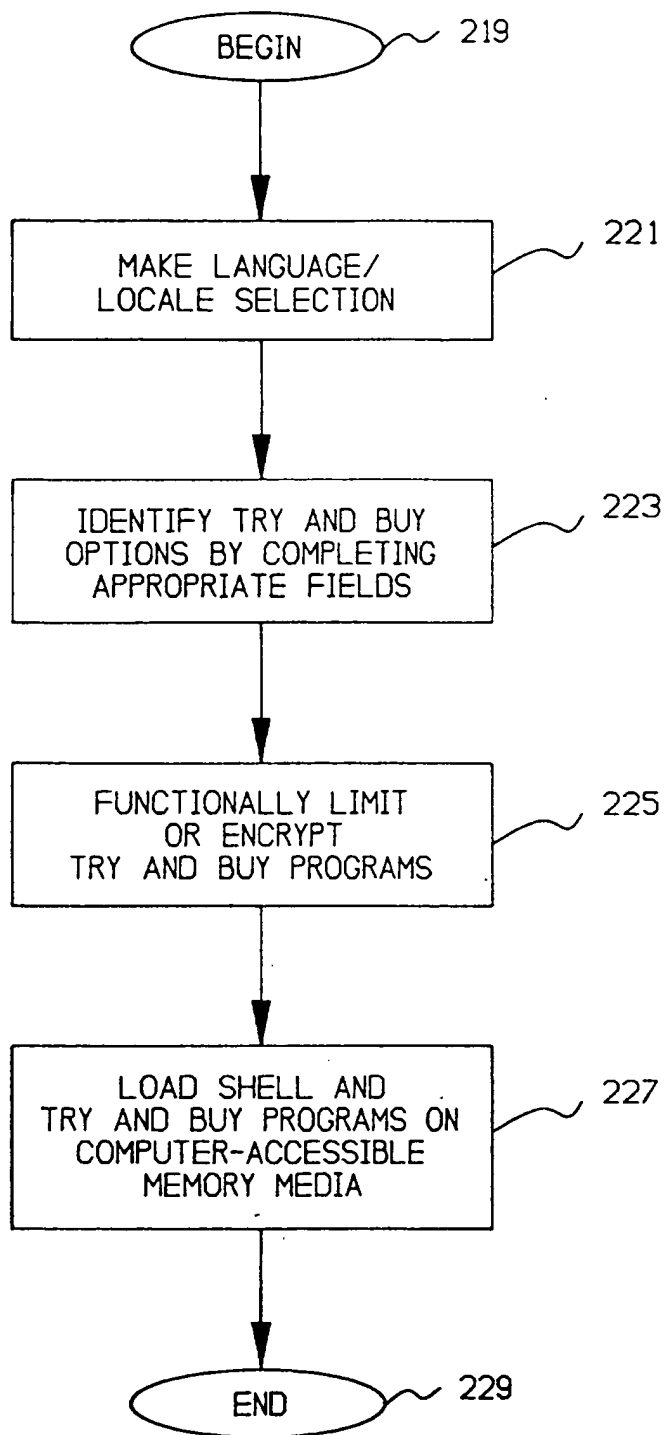 BEGIN
219
MAKE LANGUAGE/
LOCALE SELECTION
221
IDENTIFY TRY AND BUY
OPTIONS BY COMPLETING
APPROPRIATE FIELDS
223
FUNCTIONALLY LIMIT
OR ENCRYPT
TRY AND BUY PROGRAMS
225
LOAD SHELL AND
TRY AND BUY PROGRAMS ON
COMPUTER-ACCESSIBLE
MEMORY MEDIA
227
END
229